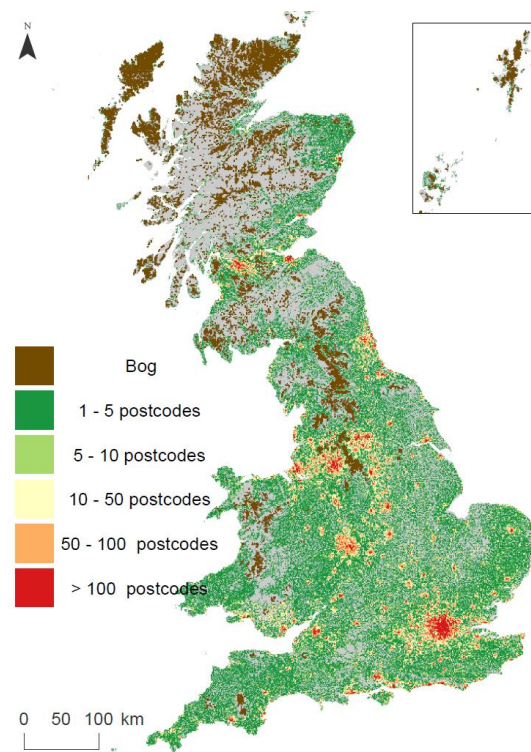 N
Bog
1 - 5 postcodes
5 - 10 postcodes
10 - 50 postcodes
50 - 100 postcodes
> 100 postcodes
0 50 100 km